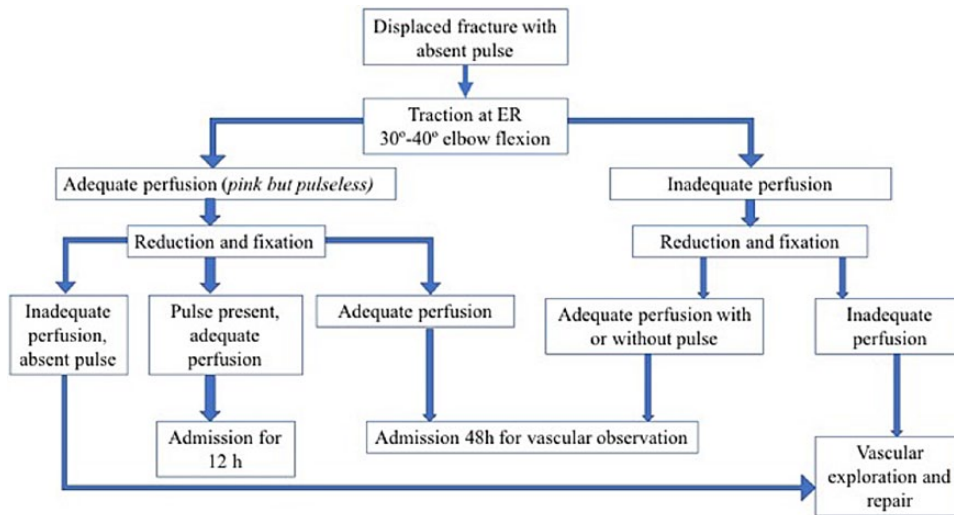 Displaced fracture with
absent pulse
Traction at ER
30º-40º elbow flexion
Adequate perfusion (pink but pulseless)
Inadequate perfusion
Reduction and fixation
Reduction and fixation
Inadequate
perfusion,
absent pulse
Pulse present,
adequate
perfusion
Adequate perfusion
Adequate perfusion with
or without pulse
Inadequate
perfusion
Admission for
12 h
Admission 48h for vascular observation
Vascular
exploration and
repair